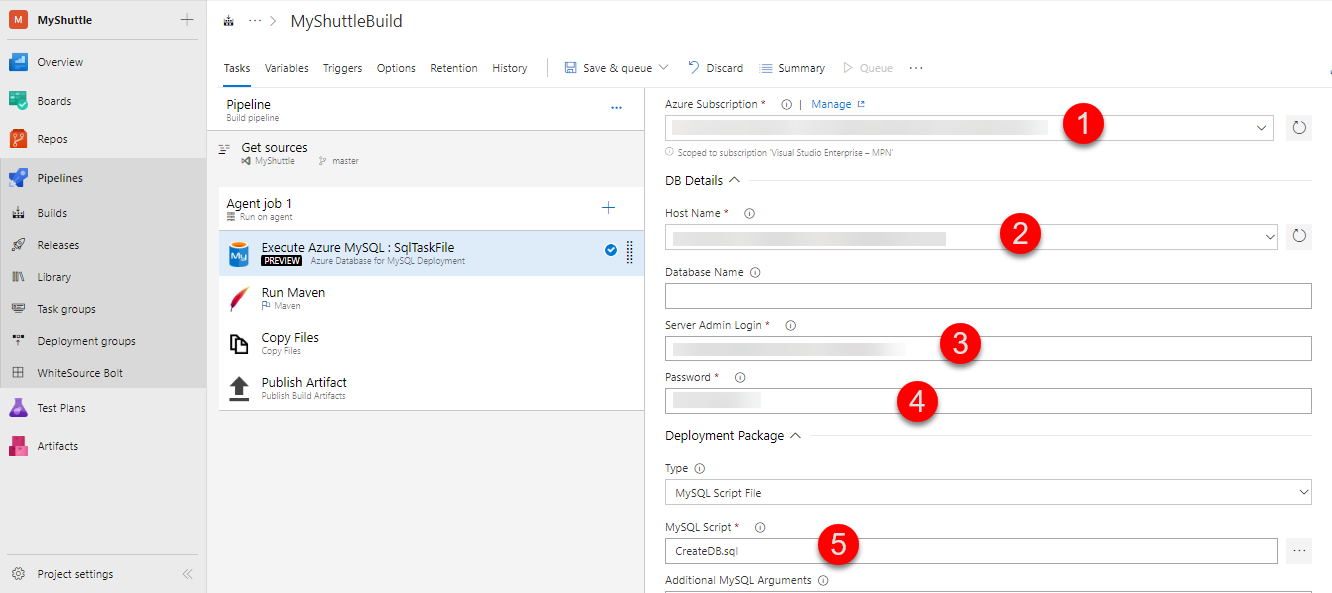 M MyShuttle
Overview
Boards
Repos
Pipelines
Builds
Releases
Library
Task groups
Deployment groups
WhiteSource Bolt
Test Plans
Artifacts
Project settings
··· > MyShuttleBuild
Tasks Variables Triggers Options Retention History Save & queue Discard Summary Queue ···
Pipeline ···
Build pipeline
Get sources
MyShuttle master
Agent job 1
Run on agent
Execute Azure MySQL : SqlTaskFile
My PREVIEW Azure Database for MySQL Deployment
Run Maven
Maven
Copy Files
Copy Files
Publish Artifact
Publish Build Artifacts
Azure Subscription * | Manage
1
Scoped to subscription 'Visual Studio Enterprise – MPN'
DB Details
Host Name *
2
Database Name
Server Admin Login *
3
Password *
4
Deployment Package
Type
MySQL Script File
MySQL Script *
CreateDB.sql 5 ···
Additional MySQL Arguments